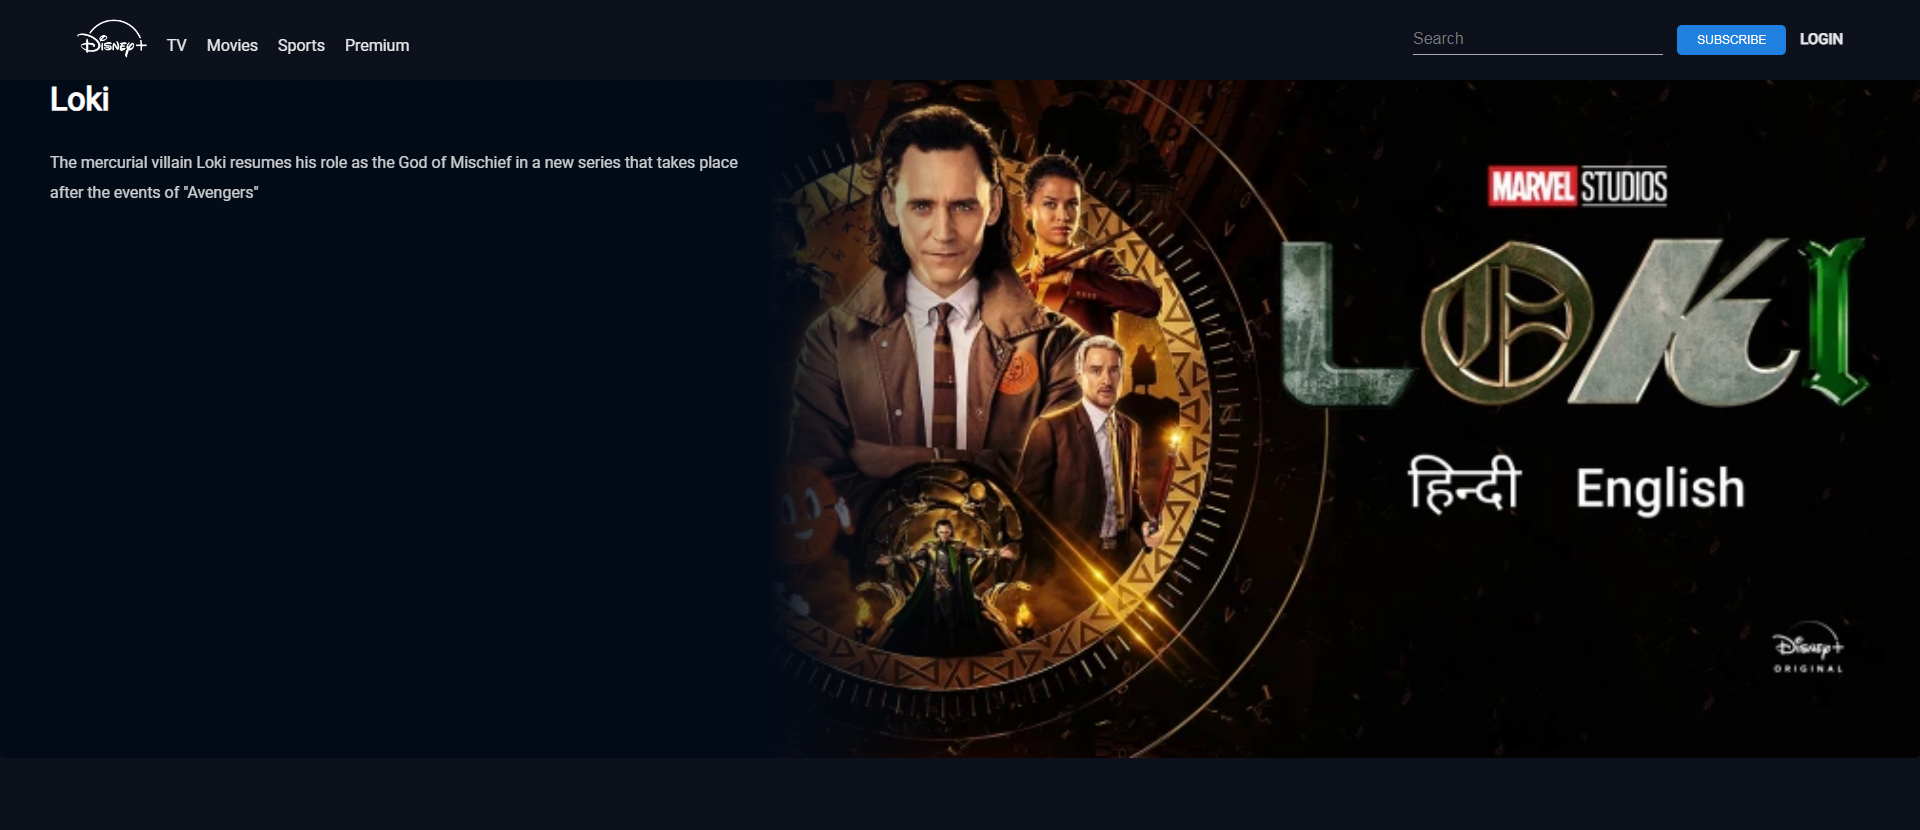 Disney+ TV Movies Sports Premium Search SUBSCRIBE LOGIN
Loki
The mercurial villain Loki resumes his role as the God of Mischief in a new series that takes place
after the events of "Avengers"
MARVEL STUDIOS
LOKI
हिन्दी English
Disney+
ORIGINAL